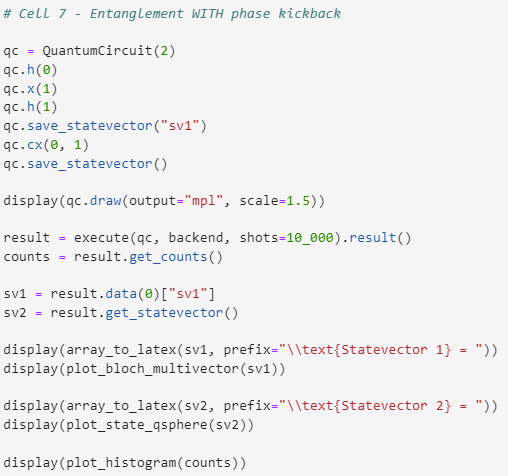 # Cell 7 - Entanglement WITH phase kickback
qc = QuantumCircuit(2)
qc.h(0)
qc.x(1)
qc.h(1)
qc.save_statevector("sv1")
qc.cx(0, 1)
qc.save_statevector()
display(qc.draw(output="mpl", scale=1.5))
result = execute(qc, backend, shots=10_000).result()
counts = result.get_counts()
sv1 = result.data(0)["sv1"]
sv2 = result.get_statevector()
display(array_to_latex(sv1, prefix="\\text{Statevector 1} = "))
display(plot_bloch_multivector(sv1))
display(array_to_latex(sv2, prefix="\\text{Statevector 2} = "))
display(plot_state_qsphere(sv2))
display(plot_histogram(counts))